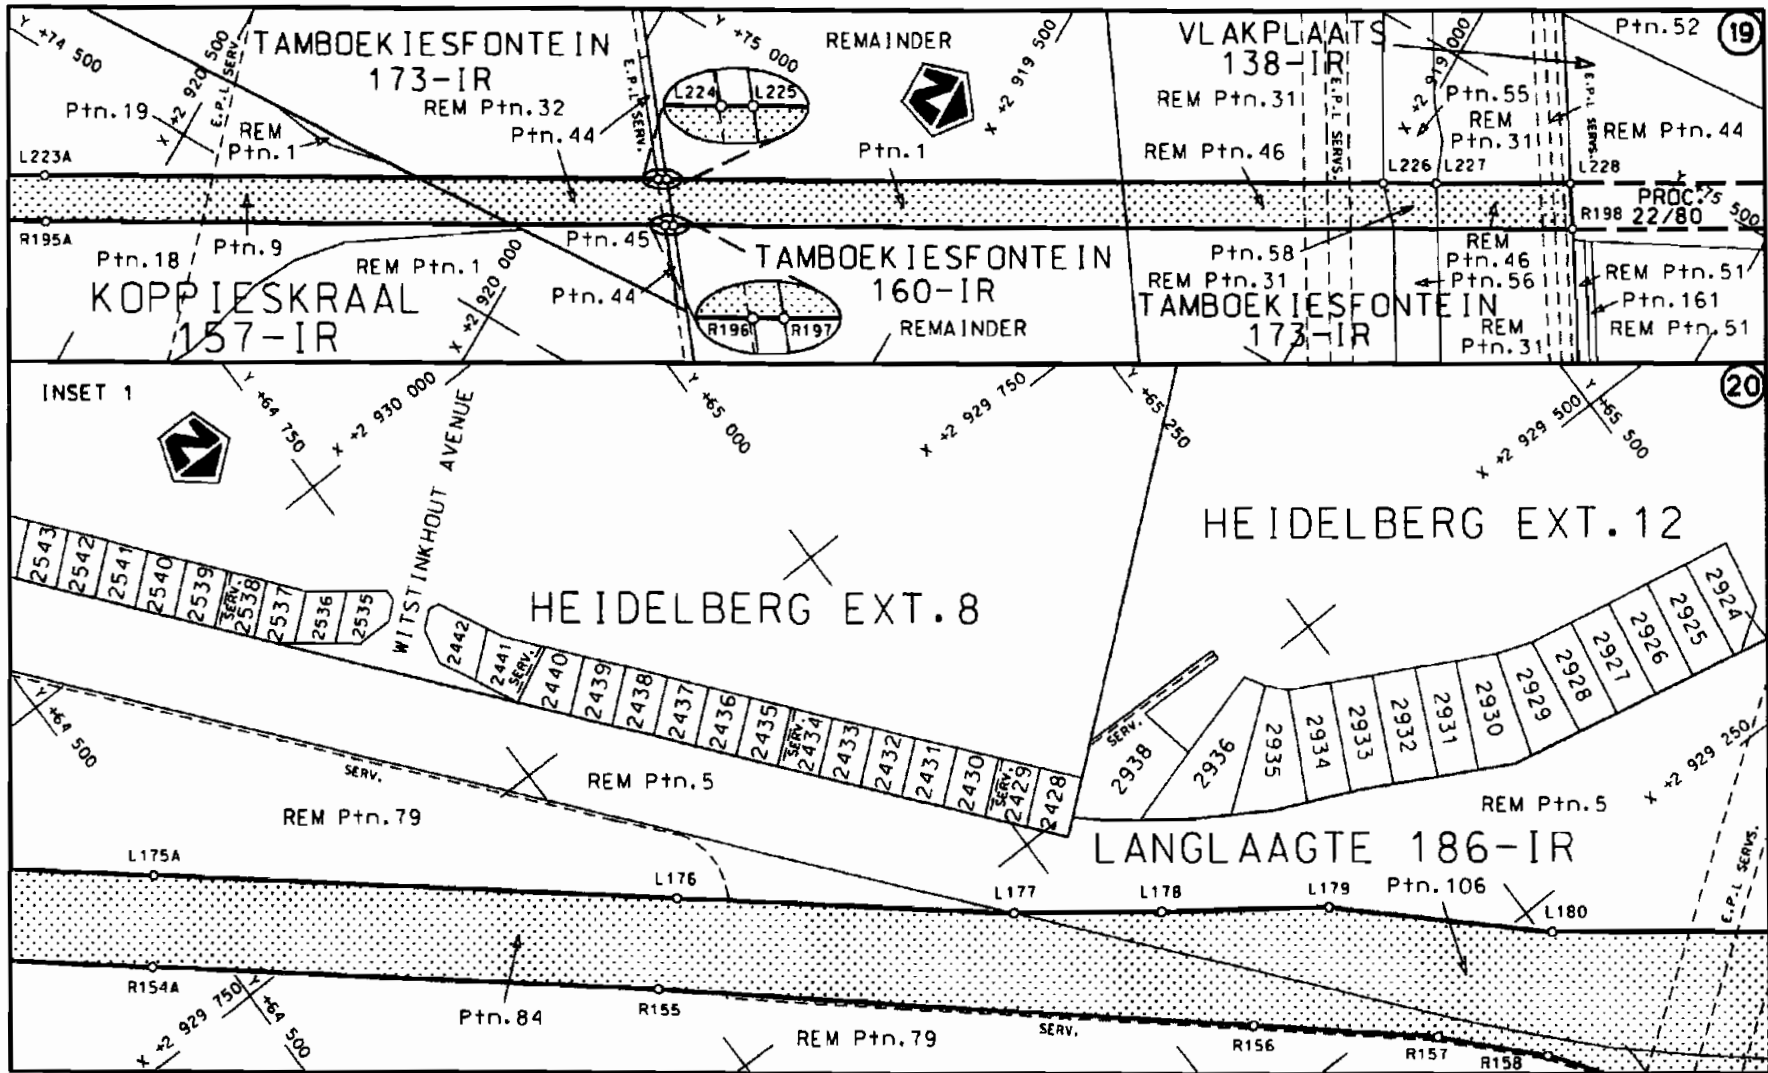 19
Y +74 500
X +2 920 500
E.P.L SERV.
TAMBOEKIESFONTEIN
173-IR
REM Ptn.32
Ptn.19
REM
Ptn.1
Ptn.44
E.P.L SERV.
Y +75 000
L224
L225
REMAINDER
X +2 919 500
VLAKPLAATS
138-IR
REM Ptn.31
REM Ptn.46
E.P.L SERVS.
X +2 919 000
Ptn.55
REM
Ptn.31
E.P.L SERVS.
Ptn.52
REM Ptn.44
L223A
Ptn.1
L226
L227
L228
R195A
Ptn.18
Ptn.9
REM Ptn.1
KOPPIESKRAAL
157-IR
X +2 920 000
Ptn.45
Ptn.44
TAMBOEKIESFONTEIN
160-IR
REMAINDER
R196
R197
Ptn.58
REM Ptn.31
TAMBOEKIESFONTEIN
173-IR
REM
Ptn.46
Ptn.56
REM
Ptn.31
R198
PROC.
22/80
Y +75 500
REM Ptn.51
Ptn.161
REM Ptn.51
20
INSET 1
Y +64 750
X +2 930 000
WITSTINKHOUT AVENUE
Y +65 000
X +2 929 750
Y +65 250
X +2 929 500
Y +65 500
HEIDELBERG EXT.12
HEIDELBERG EXT.8
2543
2542
2541
2540
2539
SERV.
2538
2537
2536
2535
2442
2441
SERV.
2440
2439
2438
2437
2436
2435
SERV.
2434
2433
2432
2431
2430
SERV.
2429
2428
SERV.
2938
2936
2935
2934
2933
2932
2931
2930
2929
2928
2927
2926
2925
2924
Y +64 500
SERV.
REM Ptn.5
REM Ptn.79
REM Ptn.5
X +2 929 250
LANGLAAGTE 186-IR
E.P.L SERVS.
L175A
L176
L177
L178
L179
Ptn.106
L180
R154A
X +2 929 750
Y +64 500
Ptn.84
R155
REM Ptn.79
SERV.
R156
R157
R158